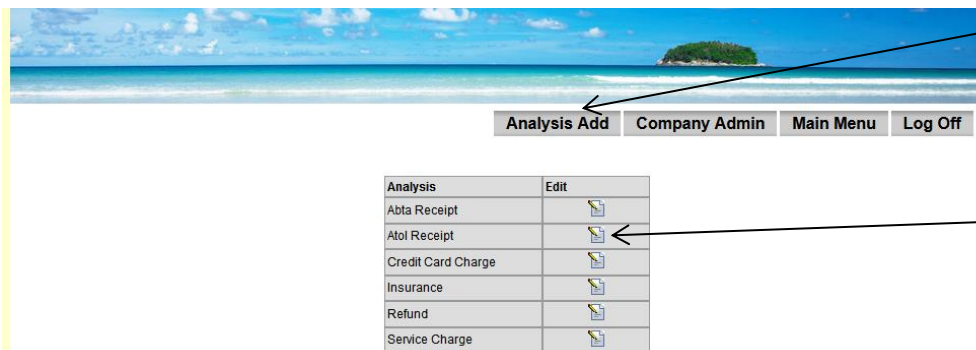 Analysis Add Company Admin Main Menu Log Off
Analysis Edit
Abta Receipt
Atol Receipt
Credit Card Charge
Insurance
Refund
Service Charge